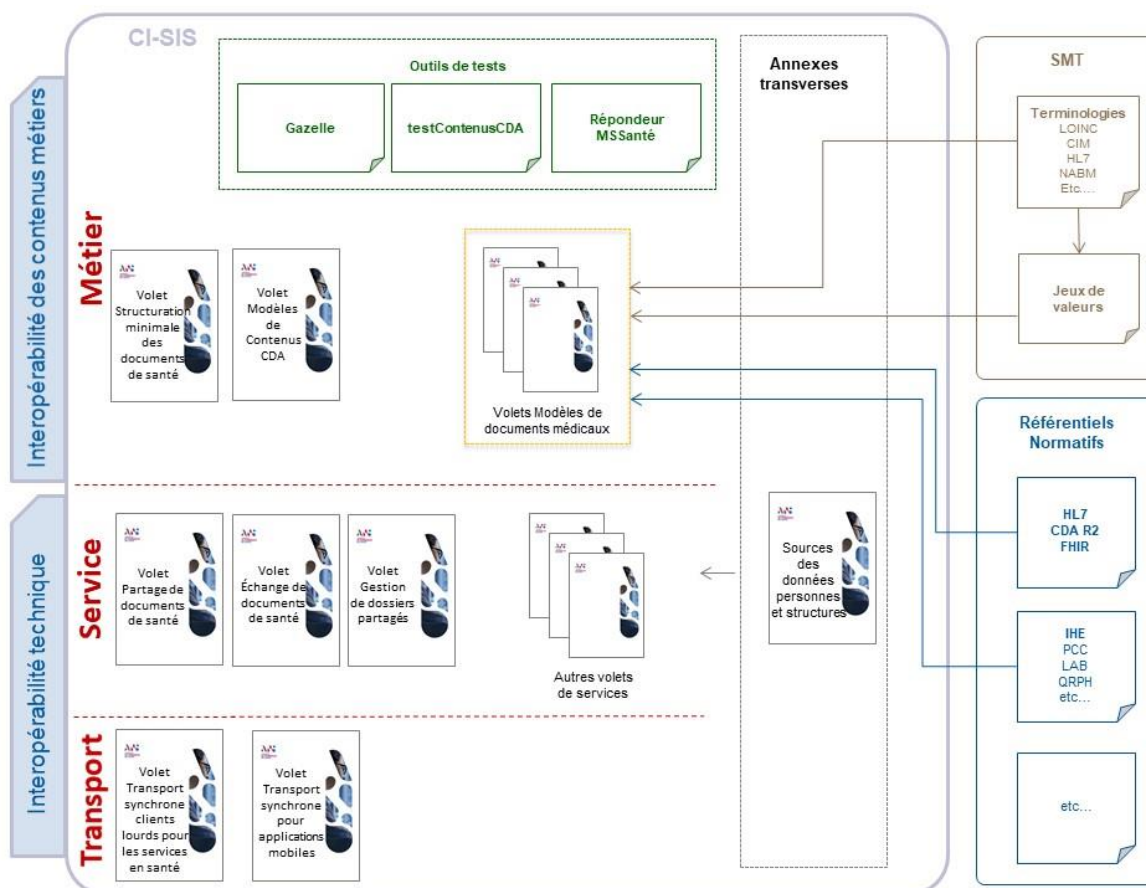 CI-SIS
Interopérabilité des contenus métiers
Interopérabilité technique
Outils de tests
Gazelle
testContenusCDA
Répondeur
MSSanté
Annexes
transverses
SMT
Terminologies
LOINC
CIM
HL7
NABM
Etc....
Jeux de
valeurs
Métier
Volet
Structuration
minimale
des
documents
de santé
Volet
Modèles
de
Contenus
CDA
Volets Modèles de
documents médicaux
Référentiels
Normatifs
HL7
CDA R2
FHIR
IHE
PCC
LAB
QRPH
etc...
etc...
Service
Volet
Partage de
documents
de santé
Volet
Échange de
documents
de santé
Volet
Gestion
de dossiers
partagés
Autres volets
de services
Sources
des
données
personnes
et structures
Transport
Volet
Transport
synchrone
clients
lourds pour
les services
en santé
Volet
Transport
synchrone
pour
applications
mobiles